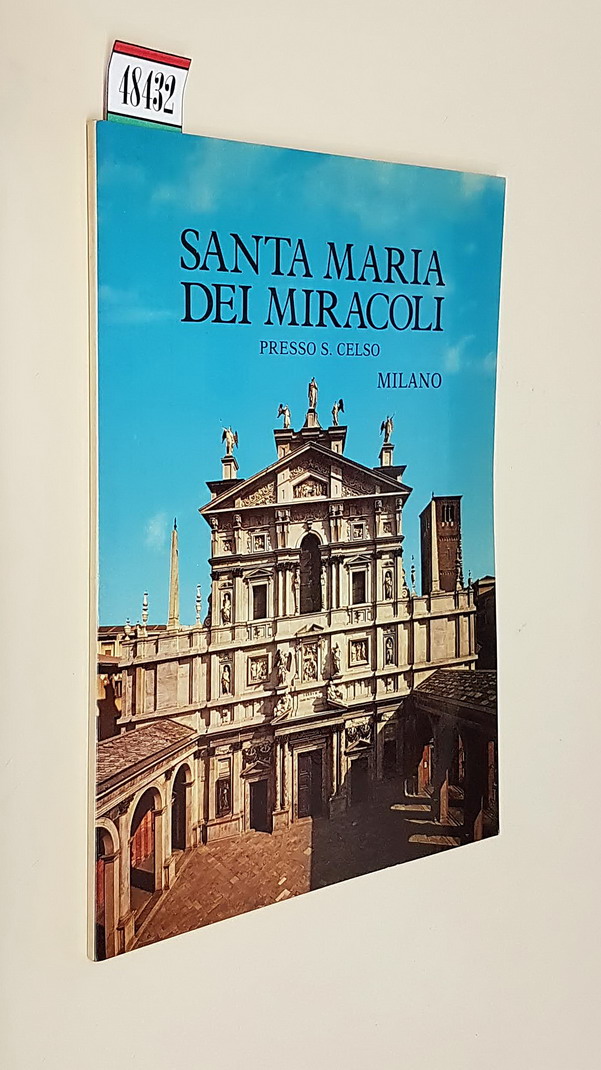 48432
SANTA MARIA
DEI MIRACOLI
PRESSO S. CELSO
MILANO